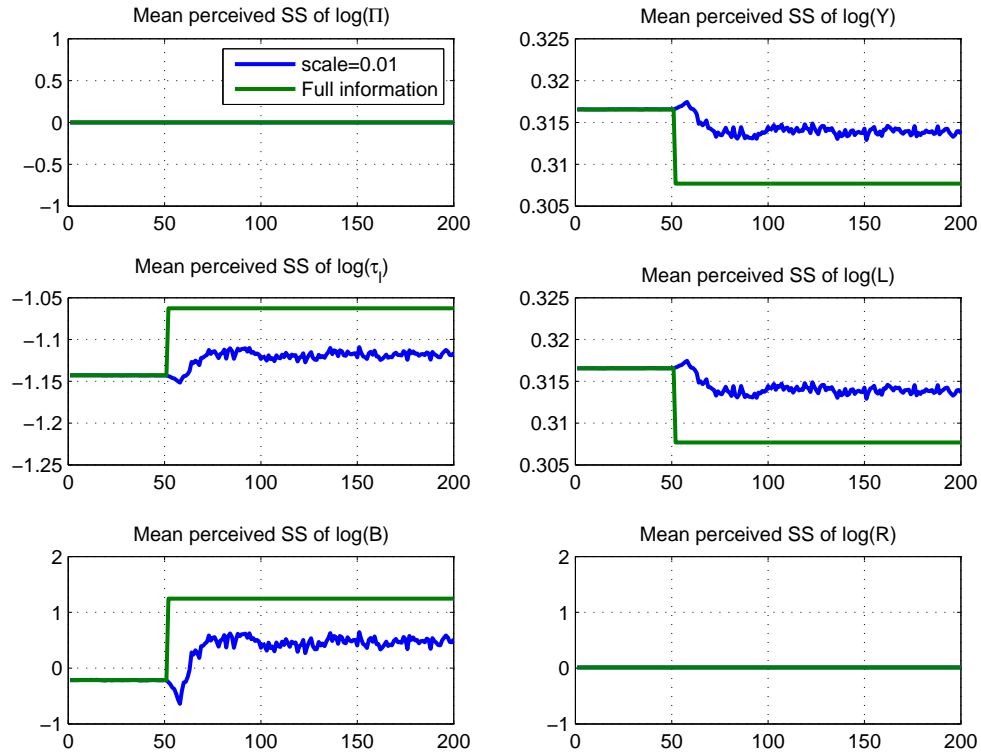 Mean perceived SS of log(Π)
1
0.5
0
−0.5
−1
0 50 100 150 200
scale=0.01
Full information
Mean perceived SS of log(Y)
0.325
0.32
0.315
0.31
0.305
0 50 100 150 200
Mean perceived SS of log(τl)
−1.05
−1.1
−1.15
−1.2
−1.25
0 50 100 150 200
Mean perceived SS of log(L)
0.325
0.32
0.315
0.31
0.305
0 50 100 150 200
Mean perceived SS of log(B)
2
1
0
−1
0 50 100 150 200
Mean perceived SS of log(R)
2
1
0
−1
0 50 100 150 200